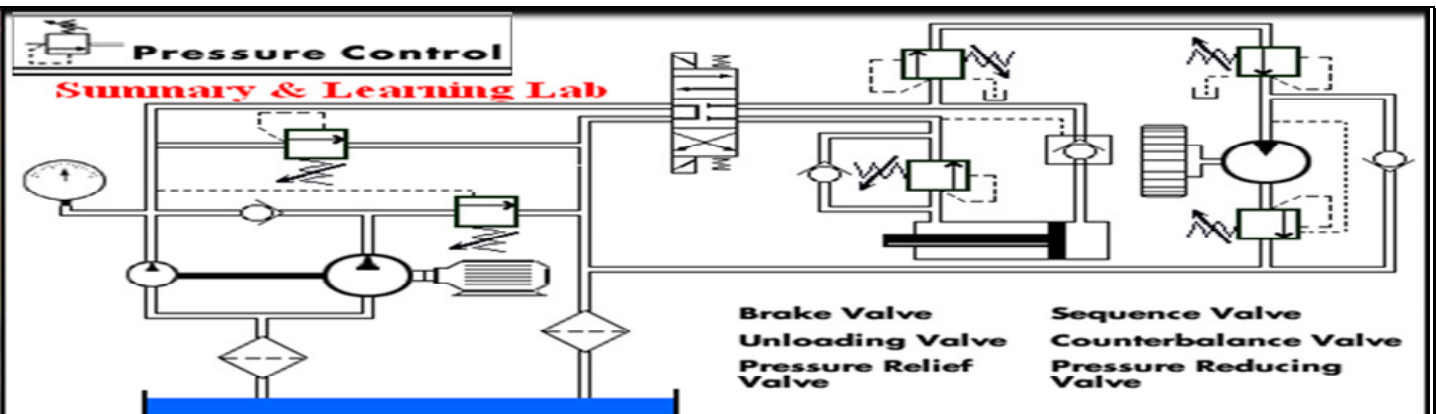 Pressure Control
Summary & Learning Lab
Brake Valve
Unloading Valve
Pressure Relief
Valve
Sequence Valve
Counterbalance Valve
Pressure Reducing
Valve